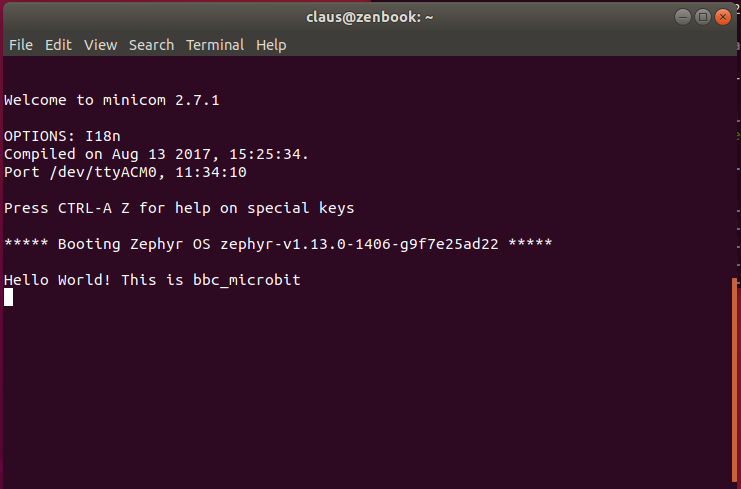 claus@zenbook: ~
File Edit View Search Terminal Help
Welcome to minicom 2.7.1
OPTIONS: I18n
Compiled on Aug 13 2017, 15:25:34.
Port /dev/ttyACM0, 11:34:10
Press CTRL-A Z for help on special keys
***** Booting Zephyr OS zephyr-v1.13.0-1406-g9f7e25ad22 *****
Hello World! This is bbc_microbit